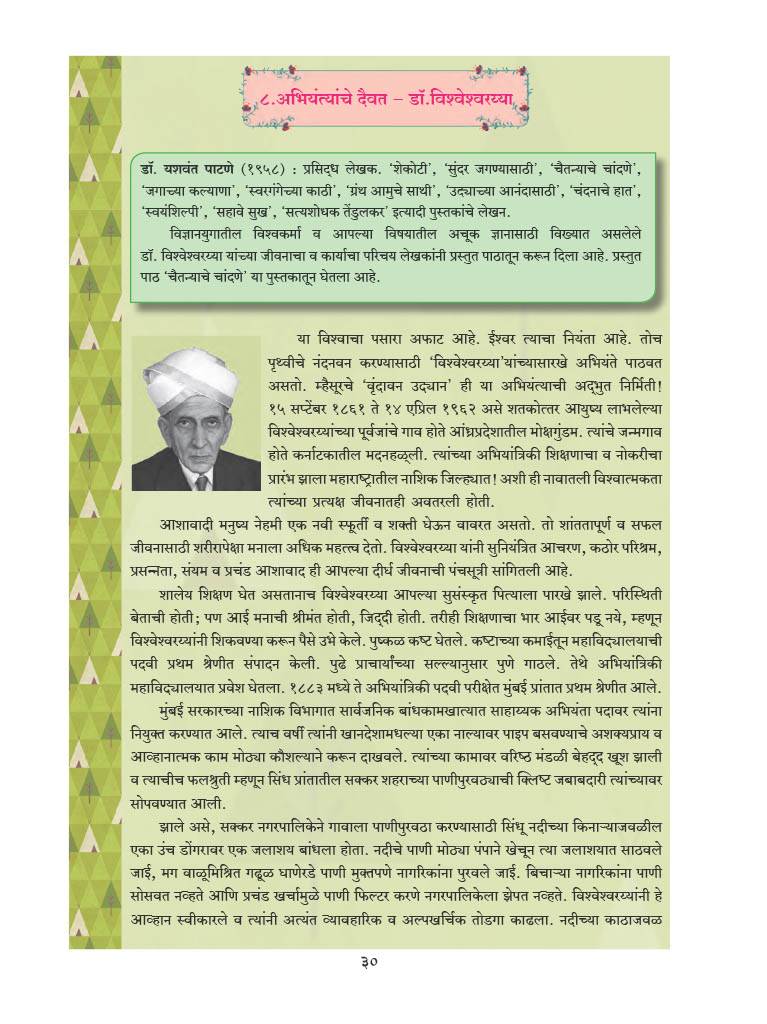 ८.अभियंत्यांचे दैवत – डॉ.विश्वेश्वरय्या
डॉ. यशवंत पाटणे (१९५८) : प्रसिद्ध लेखक. ‘शेकोटी’, ‘सुंदर जगण्यासाठी’, ‘चैतन्याचे चांदणे’,
‘जगाच्या कल्याणा’, ‘स्वरगंगेच्या काठी’, ‘ग्रंथ आमुचे साथी’, ‘उद्याच्या आनंदासाठी’, ‘चंदनाचे हात’,
‘स्वयंशिल्पी’, ‘सहावे सुख’, ‘सत्यशोधक तेंडुलकर’ इत्यादी पुस्तकांचे लेखन.
विज्ञानयुगातील विश्वकर्मा व आपल्या विषयातील अचूक ज्ञानासाठी विख्यात असलेले
डॉ. विश्वेश्वरय्या यांच्या जीवनाचा व कार्याचा परिचय लेखकांनी प्रस्तुत पाठातून करून दिला आहे. प्रस्तुत
पाठ ‘चैतन्याचे चांदणे’ या पुस्तकातून घेतला आहे.
या विश्वाचा पसारा अफाट आहे. ईश्वर त्याचा नियंता आहे. तोच
पृथ्वीचे नंदनवन करण्यासाठी ‘विश्वेश्वरय्या’यांच्यासारखे अभियंते पाठवत
असतो. म्हैसूरचे ‘वृंदावन उद्यान’ ही या अभियंत्याची अद्भुत निर्मिती!
१५ सप्टेंबर १८६१ ते १४ एप्रिल १९६२ असे शतकोत्तर आयुष्य लाभलेल्या
विश्वेश्वरय्यांच्या पूर्वजांचे गाव होते आंध्रप्रदेशातील मोक्षगुंडम. त्यांचे जन्मगाव
होते कर्नाटकातील मदनहळ्ली. त्यांच्या अभियांत्रिकी शिक्षणाचा व नोकरीचा
प्रारंभ झाला महाराष्ट्रातील नाशिक जिल्ह्यात! अशी ही नावातली विश्वात्मकता
त्यांच्या प्रत्यक्ष जीवनातही अवतरली होती.
आशावादी मनुष्य नेहमी एक नवी स्फूर्ती व शक्ती घेऊन वावरत असतो. तो शांततापूर्ण व सफल
जीवनासाठी शरीरापेक्षा मनाला अधिक महत्त्व देतो. विश्वेश्वरय्या यांनी सुनियंत्रित आचरण, कठोर परिश्रम,
प्रसन्नता, संयम व प्रचंड आशावाद ही आपल्या दीर्घ जीवनाची पंचसूत्री सांगितली आहे.
शालेय शिक्षण घेत असतानाच विश्वेश्वरय्या आपल्या सुसंस्कृत पित्याला पारखे झाले. परिस्थिती
बेताची होती; पण आई मनाची श्रीमंत होती, जिद्दी होती. तरीही शिक्षणाचा भार आईवर पडू नये, म्हणून
विश्वेश्वरय्यांनी शिकवण्या करून पैसे उभे केले. पुष्कळ कष्ट घेतले. कष्टाच्या कमाईतून महाविद्यालयाची
पदवी प्रथम श्रेणीत संपादन केली. पुढे प्राचार्यांच्या सल्ल्यानुसार पुणे गाठले. तेथे अभियांत्रिकी
महाविद्यालयात प्रवेश घेतला. १८८३ मध्ये ते अभियांत्रिकी पदवी परीक्षेत मुंबई प्रांतात प्रथम श्रेणीत आले.
मुंबई सरकारच्या नाशिक विभागात सार्वजनिक बांधकामखात्यात साहाय्यक अभियंता पदावर त्यांना
नियुक्त करण्यात आले. त्याच वर्षी त्यांनी खानदेशामधल्या एका नाल्यावर पाइप बसवण्याचे अशक्यप्राय व
आव्हानात्मक काम मोठ्या कौशल्याने करून दाखवले. त्यांच्या कामावर वरिष्ठ मंडळी बेहद्द खूश झाली
व त्याचीच फलश्रुती म्हणून सिंध प्रांतातील सक्कर शहराच्या पाणीपुरवठ्याची क्लिष्ट जबाबदारी त्यांच्यावर
सोपवण्यात आली.
झाले असे, सक्कर नगरपालिकेने गावाला पाणीपुरवठा करण्यासाठी सिंधू नदीच्या किनाऱ्याजवळील
एका उंच डोंगरावर एक जलाशय बांधला होता. नदीचे पाणी मोठ्या पंपाने खेचून त्या जलाशयात साठवले
जाई, मग वाळूमिश्रित गढूळ घाणेरडे पाणी मुक्तपणे नागरिकांना पुरवले जाई. बिचाऱ्या नागरिकांना पाणी
सोसवत नव्हते आणि प्रचंड खर्चामुळे पाणी फिल्टर करणे नगरपालिकेला झेपत नव्हते. विश्वेश्वरय्यांनी हे
आव्हान स्वीकारले व त्यांनी अत्यंत व्यावहारिक व अल्पखर्चिक तोडगा काढला. नदीच्या काठाजवळ
३०